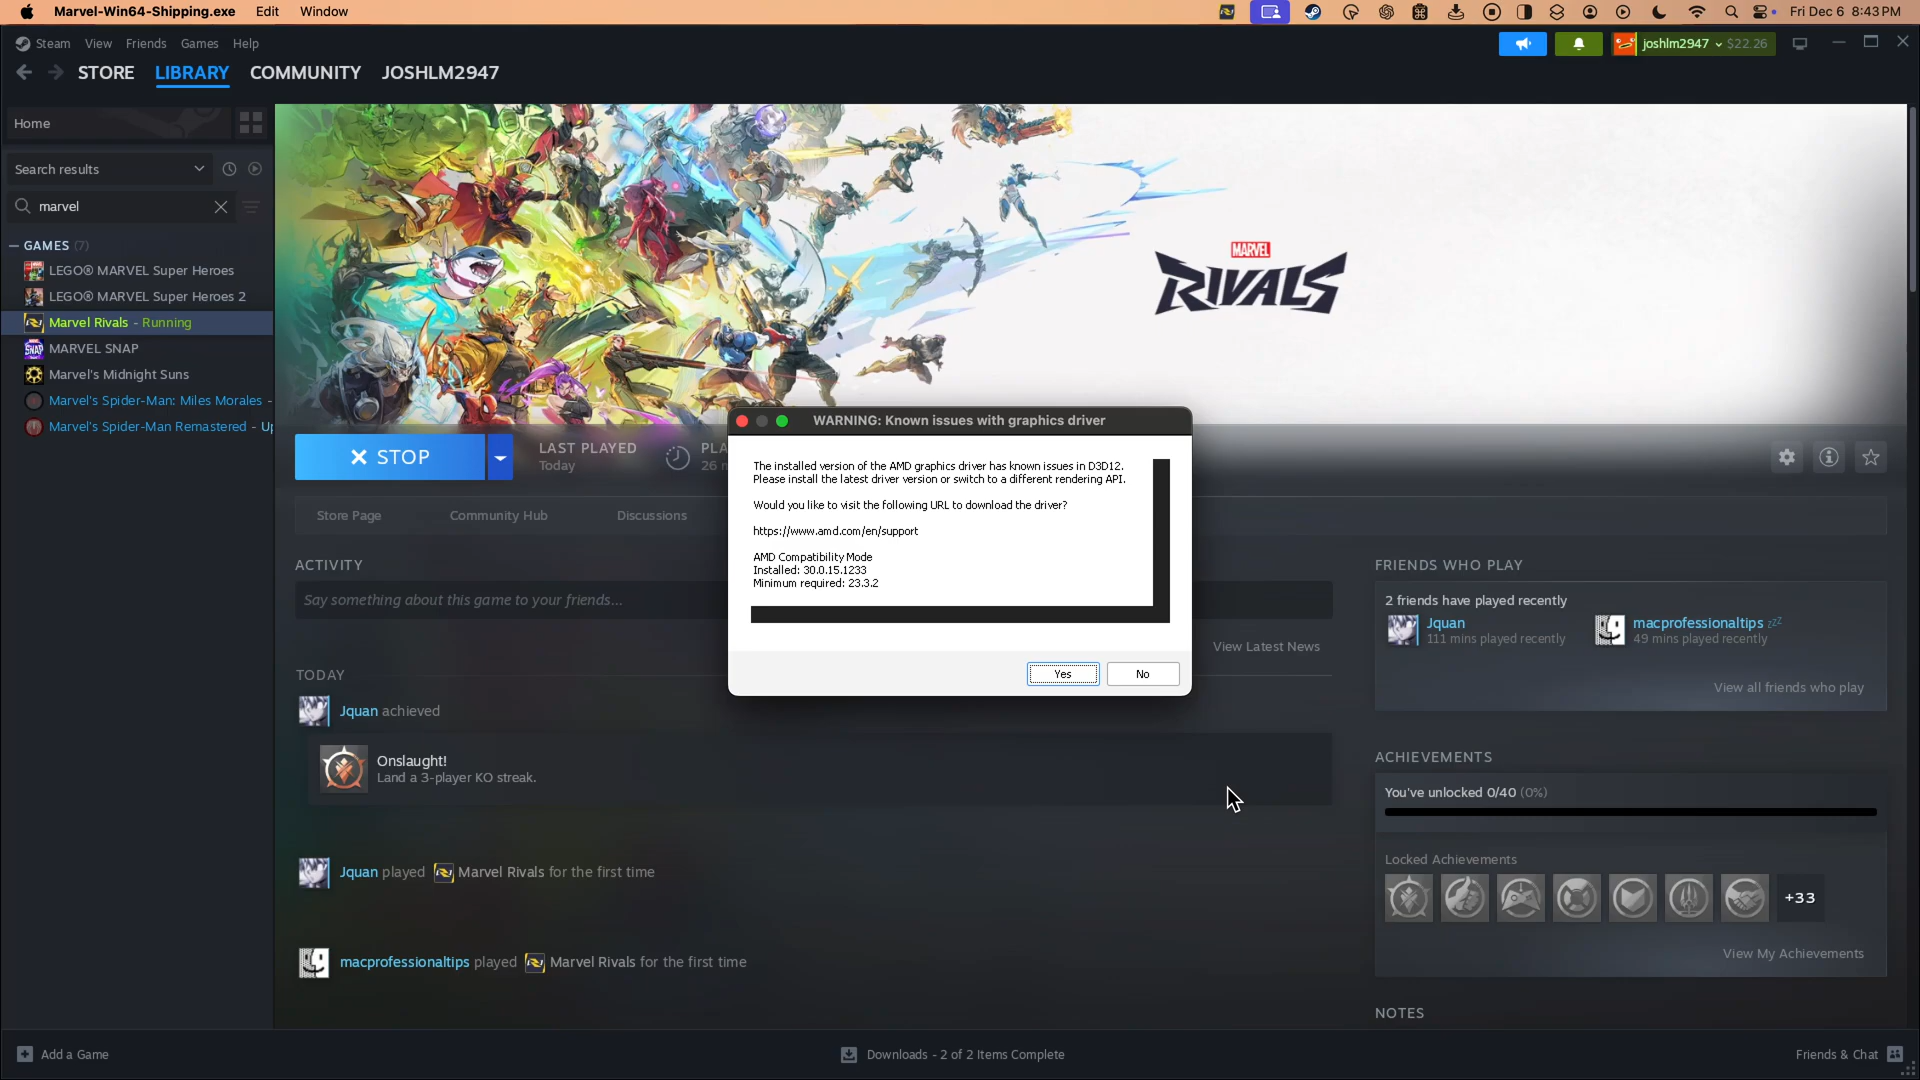 Marvel-Win64-Shipping.exe Edit Window
Fri Dec 6 8:43 PM
Steam View Friends Games Help
joshlm2947 $22.26
STORE LIBRARY COMMUNITY JOSHLM2947
Home
Search results
marvel
GAMES (7)
LEGO® MARVEL Super Heroes
LEGO® MARVEL Super Heroes 2
Marvel Rivals - Running
MARVEL SNAP
Marvel's Midnight Suns
Marvel's Spider-Man: Miles Morales -
Marvel's Spider-Man Remastered - Up
MARVEL
RIVALS
STOP
LAST PLAYED
Today
PLA
26 m
Store Page Community Hub Discussions
WARNING: Known issues with graphics driver
The installed version of the AMD graphics driver has known issues in D3D12.
Please install the latest driver version or switch to a different rendering API.
Would you like to visit the following URL to download the driver?
https://www.amd.com/en/support
AMD Compatibility Mode
Installed: 30.0.15.1233
Minimum required: 23.3.2
Yes No
ACTIVITY
Say something about this game to your friends...
View Latest News
TODAY
Jquan achieved
Onslaught!
Land a 3-player KO streak.
Jquan played Marvel Rivals for the first time
macprofessionaltips played Marvel Rivals for the first time
FRIENDS WHO PLAY
2 friends have played recently
Jquan
111 mins played recently
macprofessionaltips zzZ
49 mins played recently
View all friends who play
ACHIEVEMENTS
You've unlocked 0/40 (0%)
Locked Achievements
+33
View My Achievements
NOTES
Add a Game
Downloads - 2 of 2 Items Complete
Friends & Chat